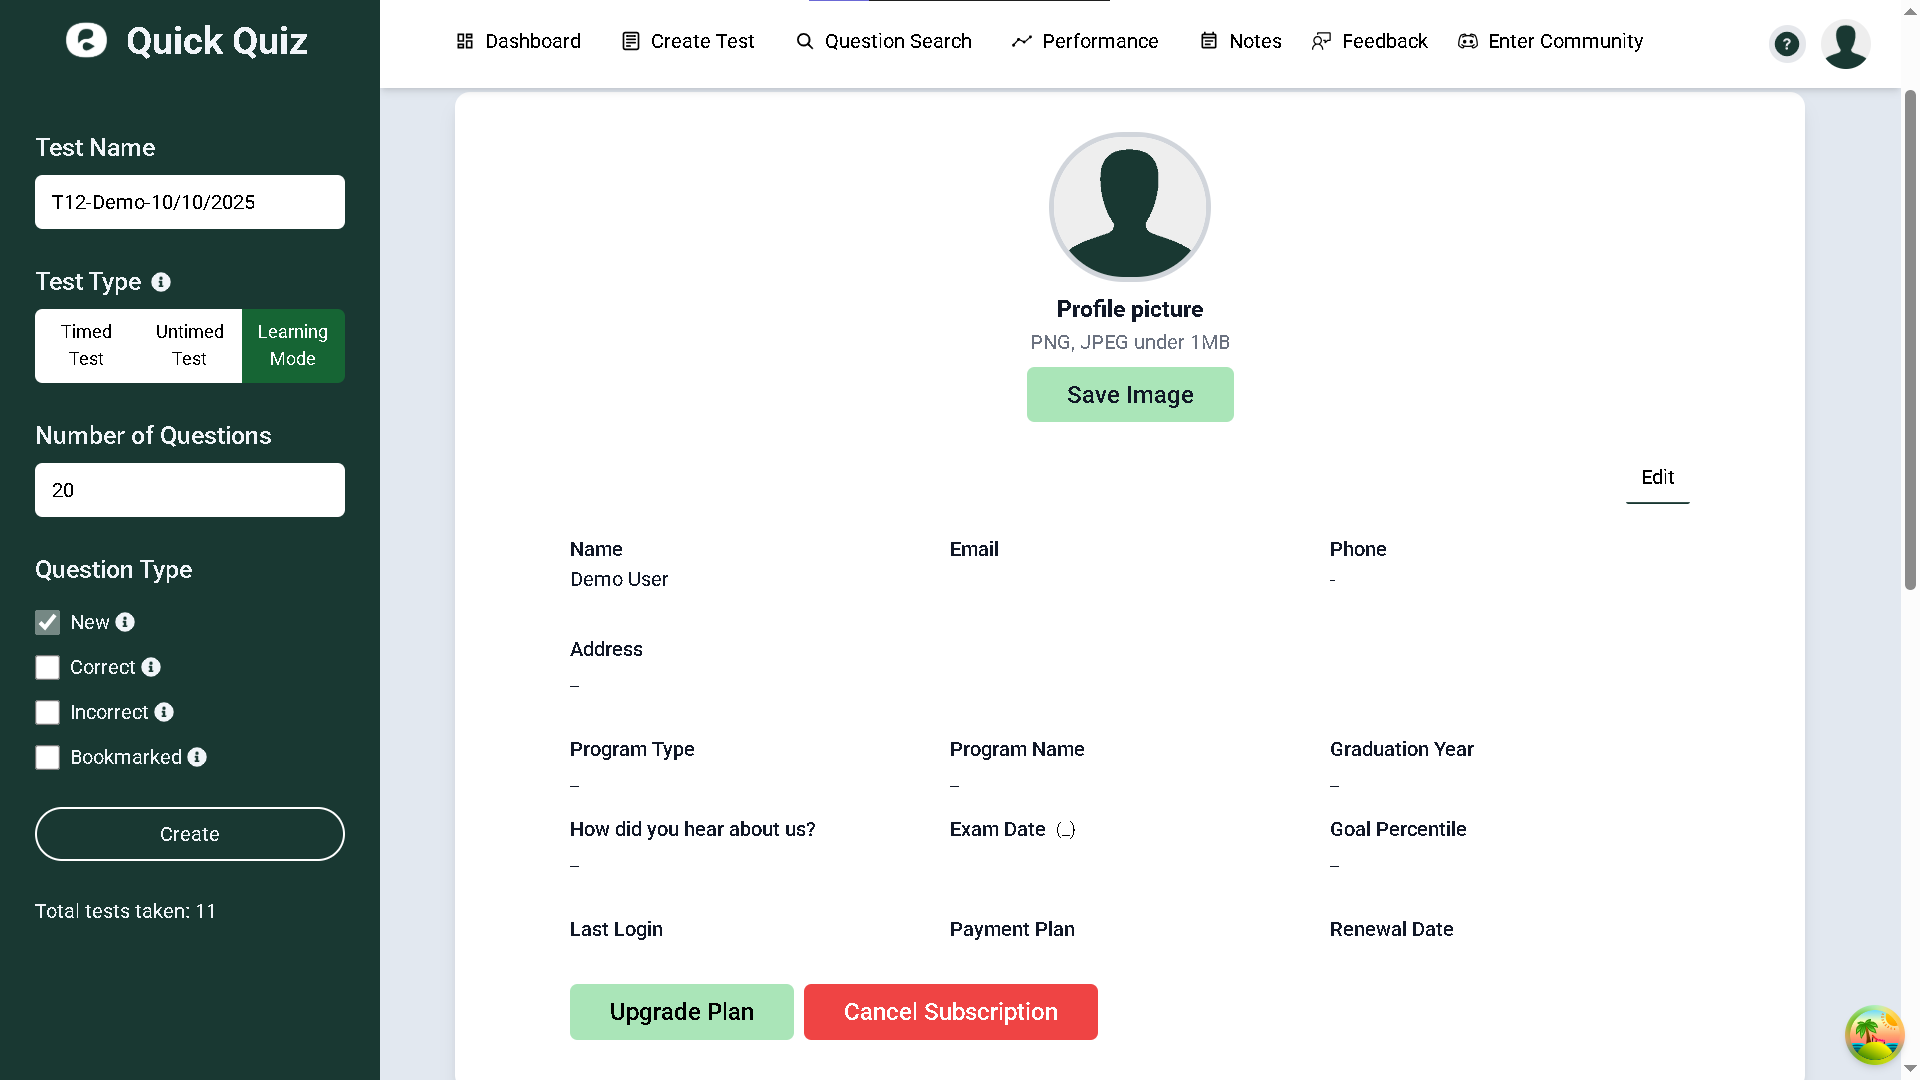 Quick Quiz
Test Name
T12-Demo-10/10/2025
Test Type
Timed Test
Untimed Test
Learning Mode
Number of Questions
20
Question Type
New
Correct
Incorrect
Bookmarked
Create
Total tests taken: 11
Dashboard
Create Test
Question Search
Performance
Notes
Feedback
Enter Community
?
Profile picture
PNG, JPEG under 1MB
Save Image
Edit
Name
Demo User
Email
Phone
-
Address
_
Program Type
_
Program Name
_
Graduation Year
_
How did you hear about us?
_
Exam Date (_)
Goal Percentile
_
Last Login
Payment Plan
Renewal Date
Upgrade Plan
Cancel Subscription